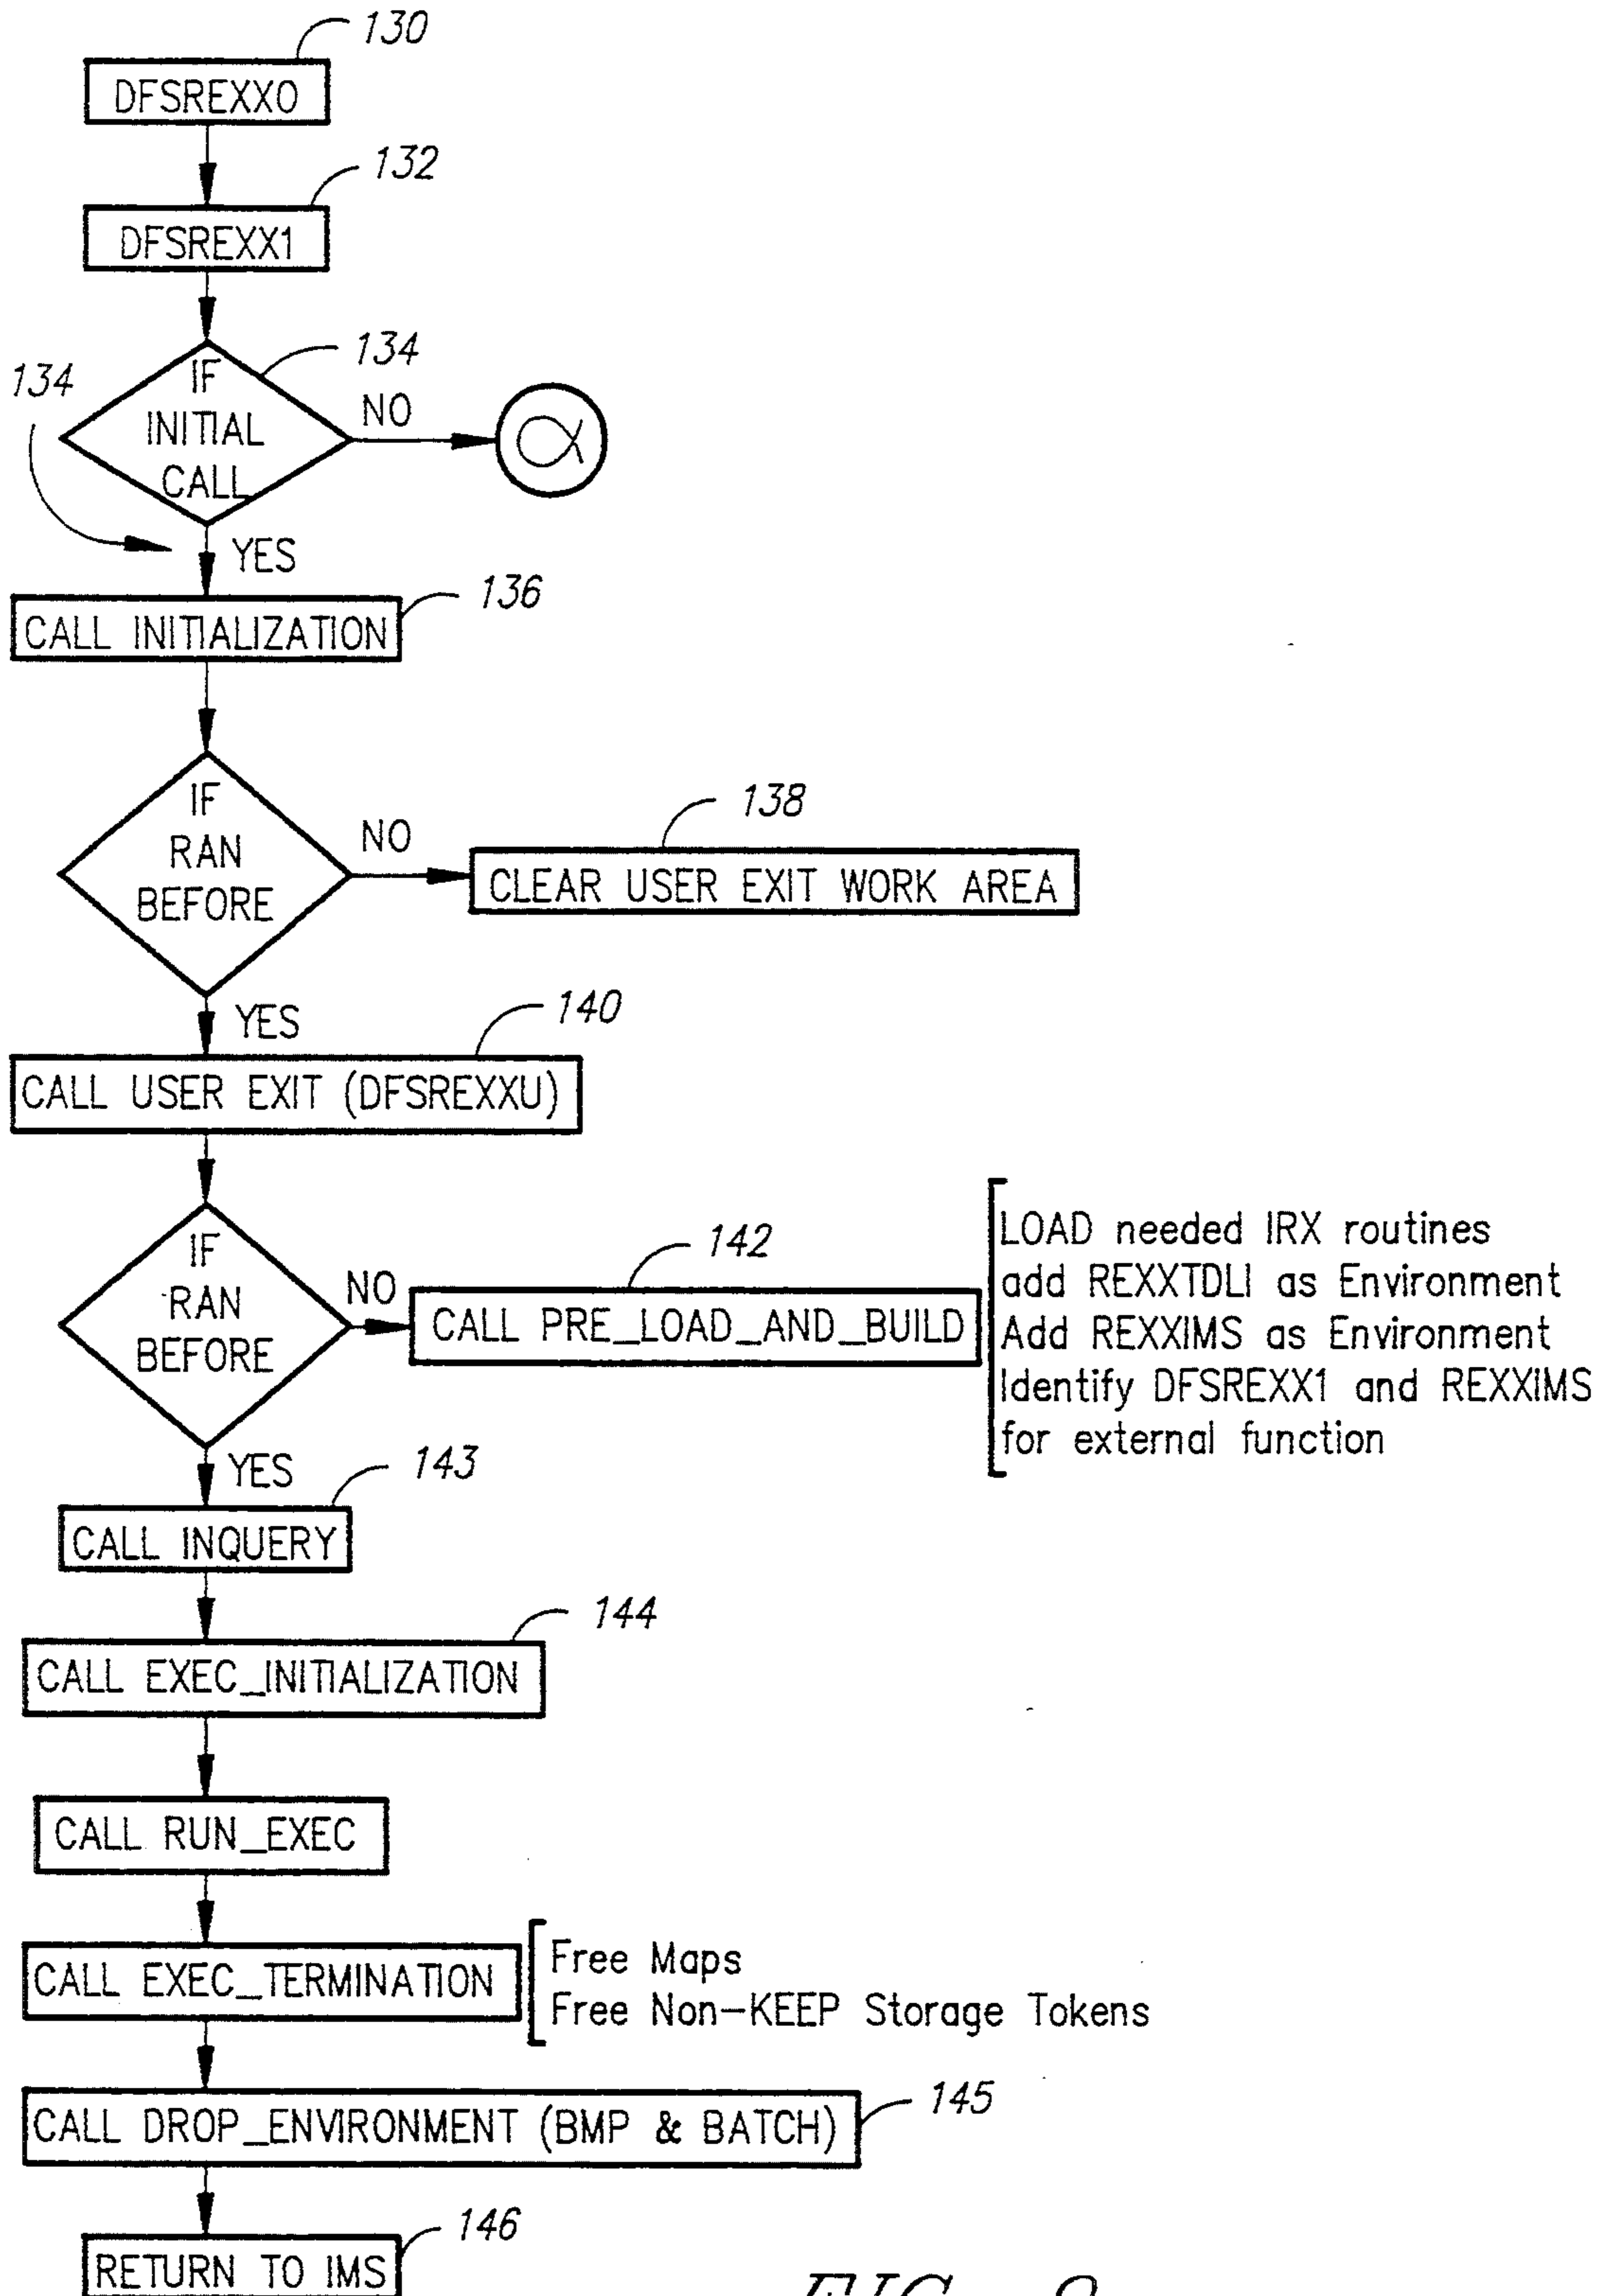 130
DFSREXX0
132
DFSREXX1
134
134
IF
INITIAL
CALL
NO
α
YES
136
CALL INITIALIZATION
IF
RAN
BEFORE
NO
138
CLEAR USER EXIT WORK AREA
YES
140
CALL USER EXIT (DFSREXXU)
IF
RAN
BEFORE
NO
142
CALL PRE_LOAD_AND_BUILD
LOAD needed IRX routines
add REXXTDLI as Environment
Add REXXIMS as Environment
Identify DFSREXX1 and REXXIMS
for external function
YES
143
CALL INQUERY
144
CALL EXEC_INITIALIZATION
CALL RUN_EXEC
CALL EXEC_TERMINATION
Free Maps
Free Non-KEEP Storage Tokens
CALL DROP_ENVIRONMENT (BMP & BATCH)
145
146
RETURN TO IMS